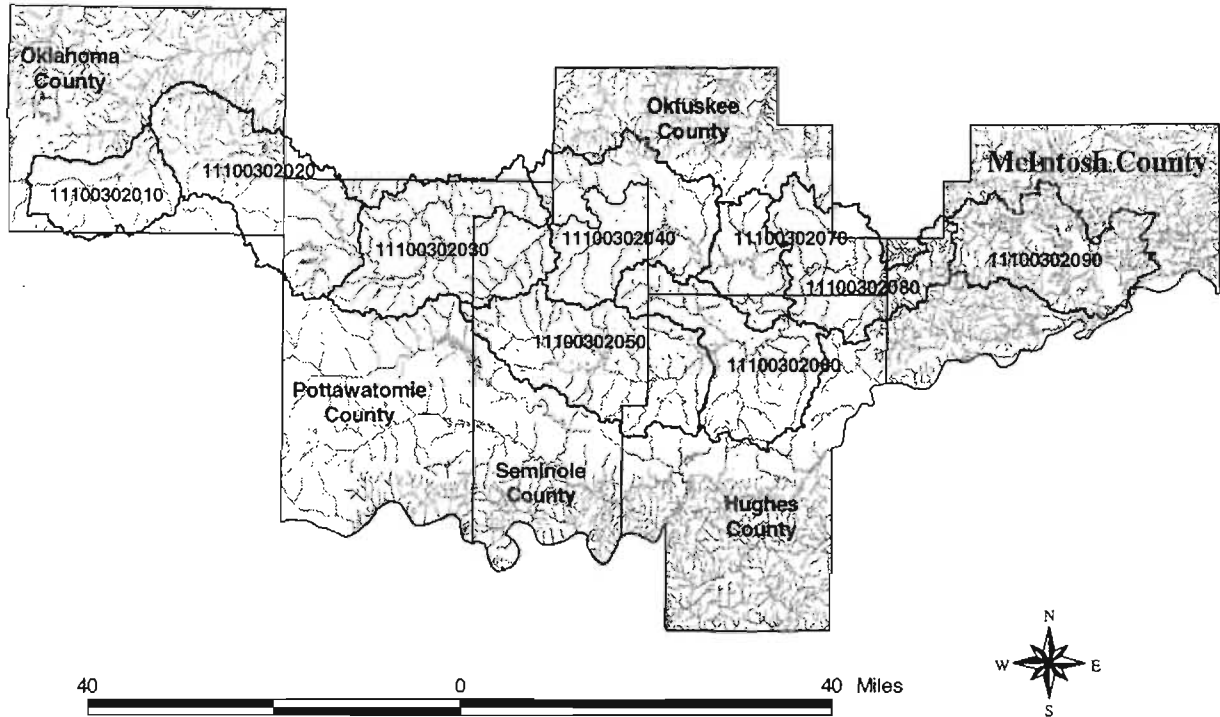 Oklahoma
County
Okfuskee
County
McIntosh County
11100302020
11100302010
11100302030
11100302040
11100302070
11100302090
11100302080
11100302050
11100302060
Pottawatomie
County
Seminole
County
Hughes
County
N
W
E
S
40
0
40
Miles